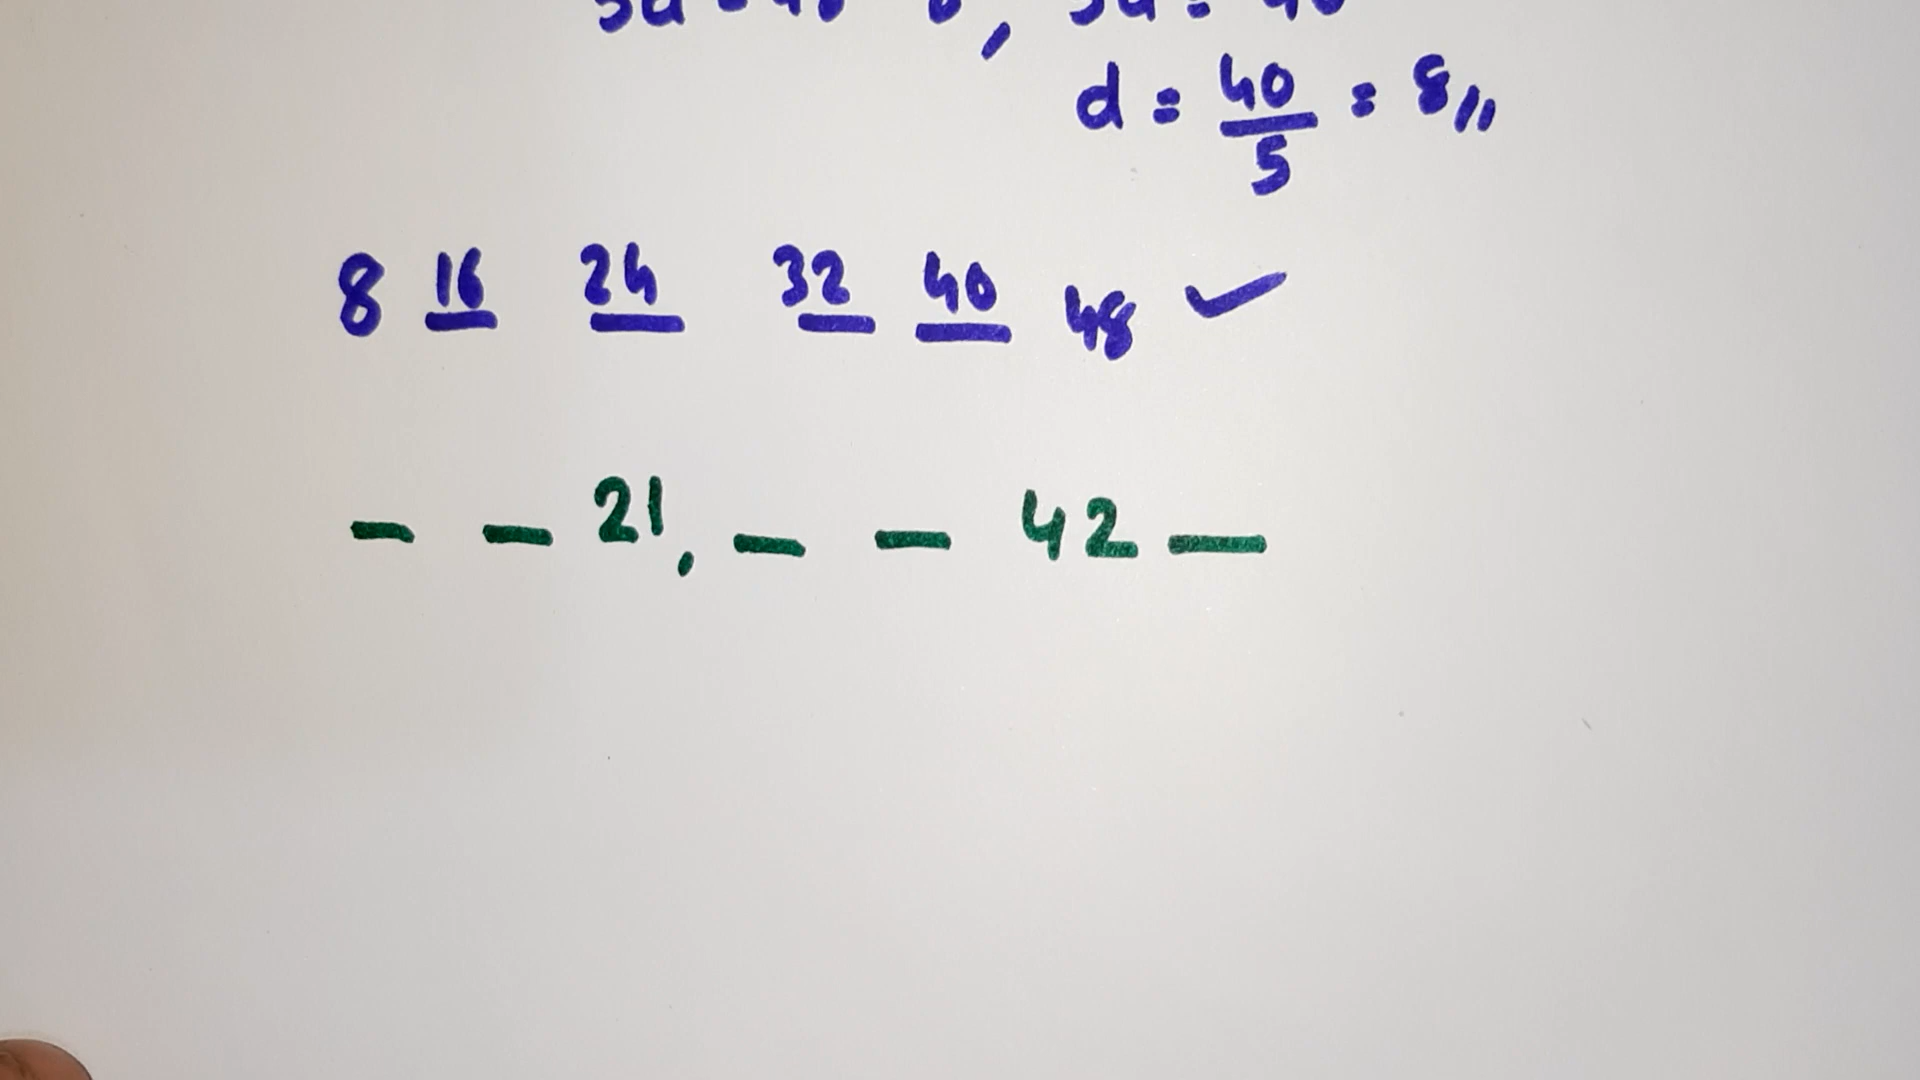 d = 40/5 = 8,,
8 16 24 32 40 48 ✓
_ _ 21, _ _ 42 _